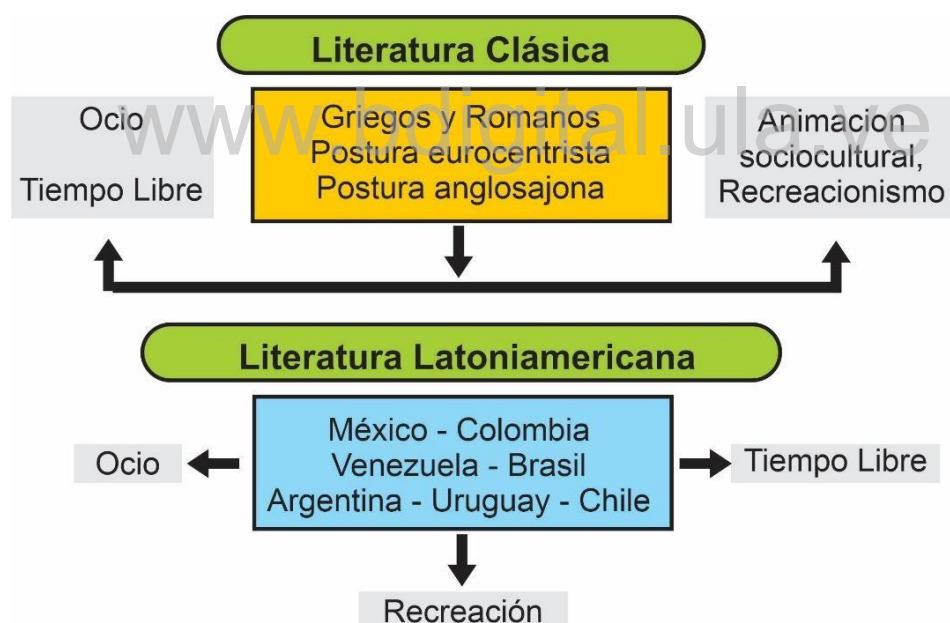 Literatura Clásica
www.bdigital.ula.ve
Ocio
Tiempo Libre
Griegos y Romanos
Postura eurocentrista
Postura anglosajona
Animacion
sociocultural,
Recreacionismo
Literatura Latoniamericana
Ocio
México - Colombia
Venezuela - Brasil
Argentina - Uruguay - Chile
Tiempo Libre
Recreación